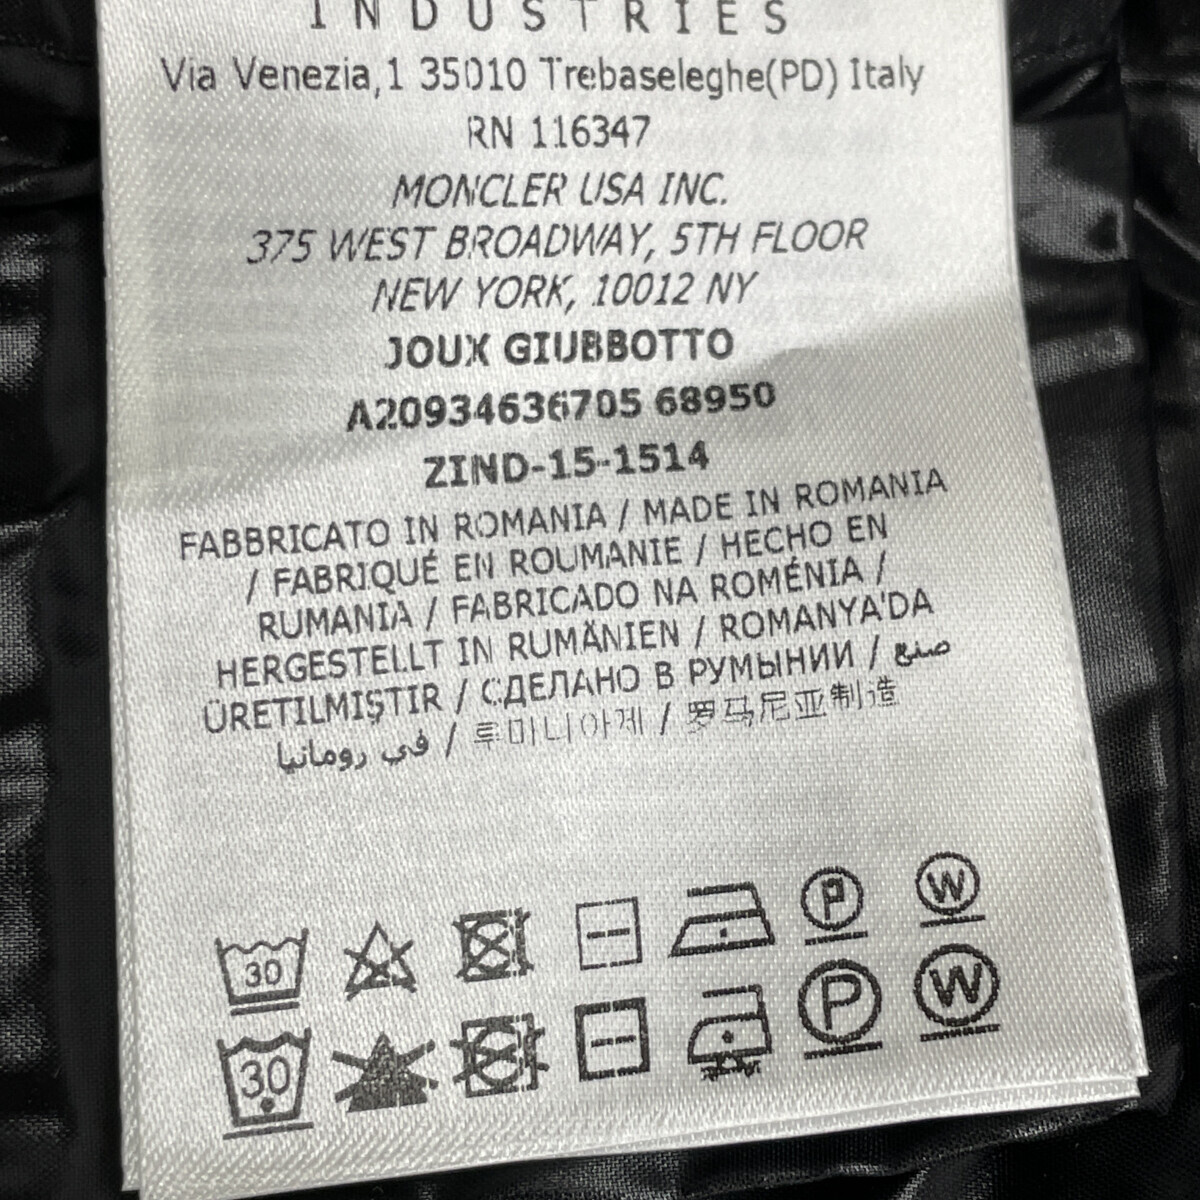 INDUSTRIES
Via Venezia,1 35010 Trebaseleghe(PD) Italy
RN 116347
MONCLER USA INC.
375 WEST BROADWAY, 5TH FLOOR
NEW YORK, 10012 NY
JOUX GIUBBOTTO
A20934636705 68950
ZIND-15-1514
FABBRICATO IN ROMANIA / MADE IN ROMANIA
/ FABRIQUÉ EN ROUMANIE / HECHO EN
RUMANIA / FABRICADO NA ROMÉNIA /
HERGESTELLT IN RUMÄNIEN / ROMANYA'DA
ÜRETILMIŞTIR / СДЕЛАНО В РУМЫНИИ / صنع
في رومانيا / 루미니아제 / 罗马尼亚制造
30 P W
30 P W